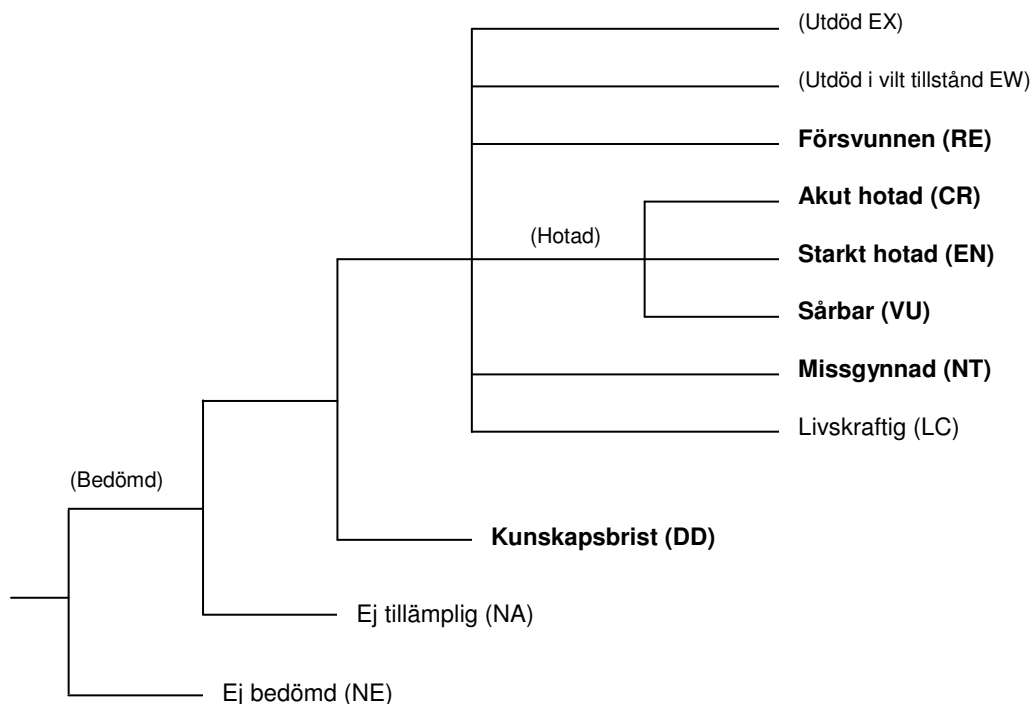 (Utdöd EX)
(Utdöd i vilt tillstånd EW)
Försvunnen (RE)
Akut hotad (CR)
(Hotad)
Starkt hotad (EN)
Sårbar (VU)
Missgynnad (NT)
Livskraftig (LC)
(Bedömd)
Kunskapsbrist (DD)
Ej tillämplig (NA)
Ej bedömd (NE)